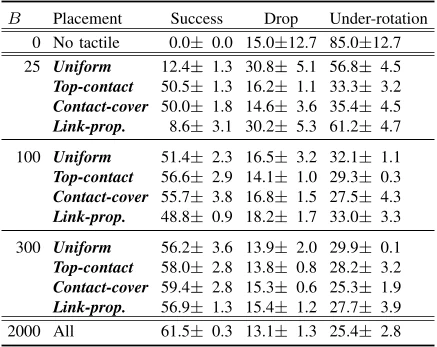 B Placement Success Drop Under-rotation
0 No tactile 0.0± 0.0 15.0±12.7 85.0±12.7
25 Uniform 12.4± 1.3 30.8± 5.1 56.8± 4.5
Top-contact 50.5± 1.3 16.2± 1.1 33.3± 3.2
Contact-cover 50.0± 1.8 14.6± 3.6 35.4± 4.5
Link-prop. 8.6± 3.1 30.2± 5.3 61.2± 4.7
100 Uniform 51.4± 2.3 16.5± 3.2 32.1± 1.1
Top-contact 56.6± 2.9 14.1± 1.0 29.3± 0.3
Contact-cover 55.7± 3.8 16.8± 1.5 27.5± 4.3
Link-prop. 48.8± 0.9 18.2± 1.7 33.0± 3.3
300 Uniform 56.2± 3.6 13.9± 2.0 29.9± 0.1
Top-contact 58.0± 2.8 13.8± 0.8 28.2± 3.2
Contact-cover 59.4± 2.8 15.3± 0.6 25.3± 1.9
Link-prop. 56.9± 1.3 15.4± 1.2 27.7± 3.9
2000 All 61.5± 0.3 13.1± 1.3 25.4± 2.8